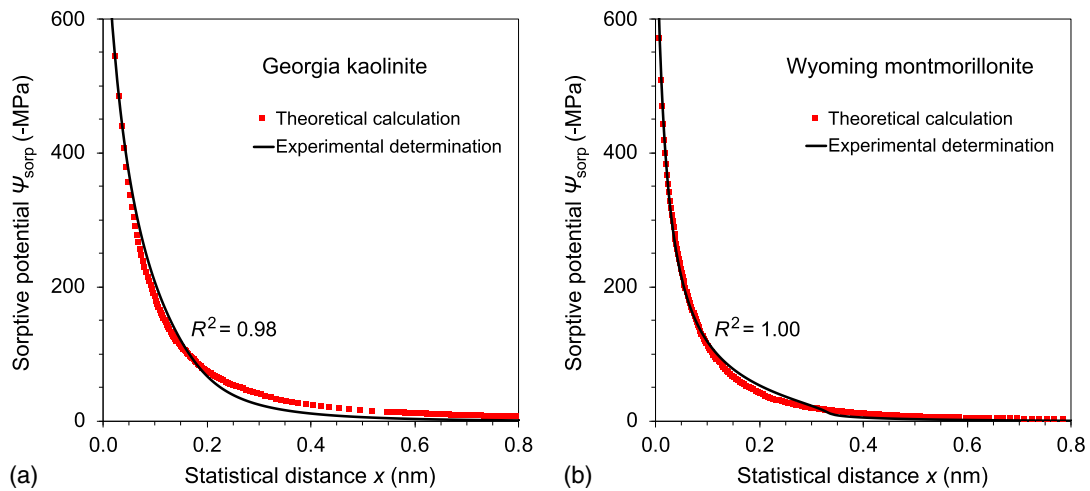 600
400
200
0
Sorptive potential Ψsorp (-MPa)
Georgia kaolinite
Theoretical calculation
Experimental determination
R² = 0.98
0.0 0.2 0.4 0.6 0.8
Statistical distance x (nm)
(a)
600
400
200
0
Sorptive potential Ψsorp (-MPa)
Wyoming montmorillonite
Theoretical calculation
Experimental determination
R² = 1.00
0.0 0.2 0.4 0.6 0.8
Statistical distance x (nm)
(b)